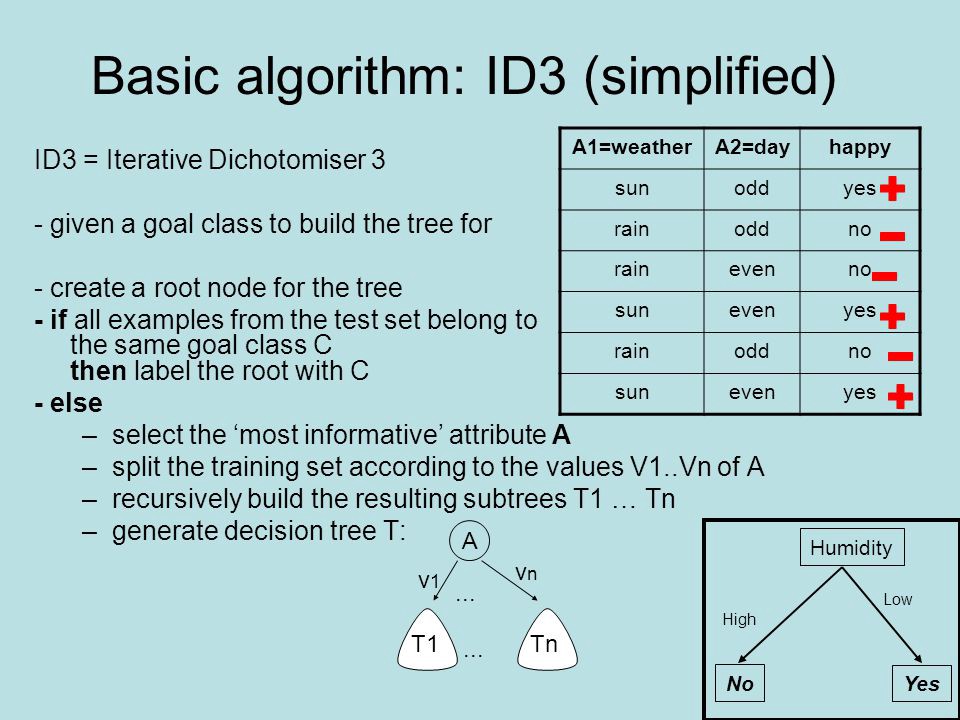 Basic algorithm: ID3 (simplified)
ID3 = Iterative Dichotomiser 3
- given a goal class to build the tree for
- create a root node for the tree
- if all examples from the test set belong to
the same goal class C
then label the root with C
- else
– select the ‘most informative’ attribute A
– split the training set according to the values V1..Vn of A
– recursively build the resulting subtrees T1 … Tn
– generate decision tree T:
A1=weather A2=day happy
sun odd yes +
rain odd no -
rain even no -
sun even yes +
rain odd no -
sun even yes +
A
v1 ... vn
T1 ... Tn
Humidity
High Low
No Yes